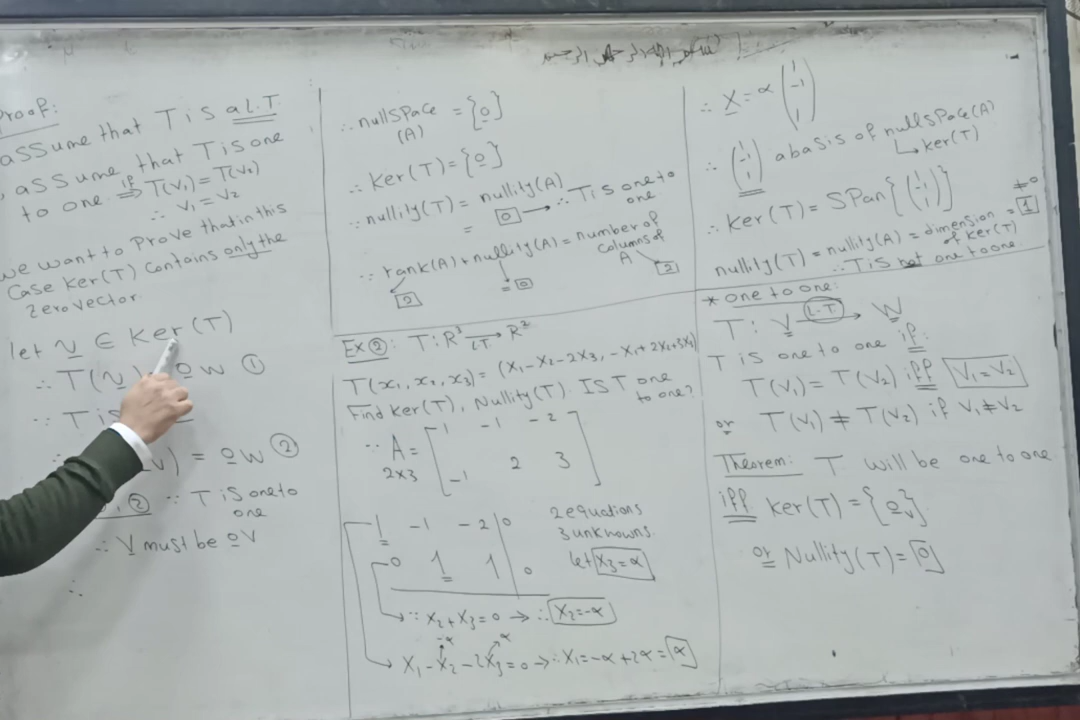 بسم الله الرحمن الرحيم
Proof:
assume that T is a L.T
, assume that T is one
to one. if ⇒ T(V₁) = T(V₂)
∴ V₁ = V₂
we want to Prove that in this
Case Ker(T) Contains only the
Zero vector.
let V ∈ Ker(T)
∴ T(V) = 0w ①
∵ T is
V) = 0w ②
, ② ∵ T is one to
one
∴ V must be 0v
∴
∴ nullSPace (A) = {0}
∴ Ker(T) = {0}
∴ nullity(T) = nullity(A) = 0 → ∴ T is one to
one
∵ rank(A) + nullity(A) = number of
Columns of
A
2 = 0 2
Ex②: T: R³ →LT R²
T(x₁, x₂, x₃) = (x₁-x₂-2x₃, -x₁+2x₂+3x₃)
Find Ker(T), Nullity(T). IS T one
to one?
∵ A = [1 -1 -2
2x3 -1 2 3]
1 -1 -2 | 0
0 1 1 | 0
2 equations
3 unknowns
let x₃=α
∵ x₂+x₃=0 → ∴ x₂=-α
-α α
x₁-x₂-2x₃=0 → ∴ x₁=-α+2α=α
∴ X = α (1 -1 1)
∴ (1 -1 1) a basis of nullSPace(A)
↳ Ker(T)
∴ Ker(T) = SPan{(1 -1 1)}
nullity(T) = nullity(A) = dimension
of Ker(T) = 1 ≠0
∴ T is not one to one.
* one to one:
T: V L.T → W
T is one to one if:
T(V₁) = T(V₂) iff V₁=V₂
or T(V₁) ≠ T(V₂) if V₁≠V₂
Theorem: T will be one to one
iff Ker(T) = {0v}
or Nullity(T) = 0